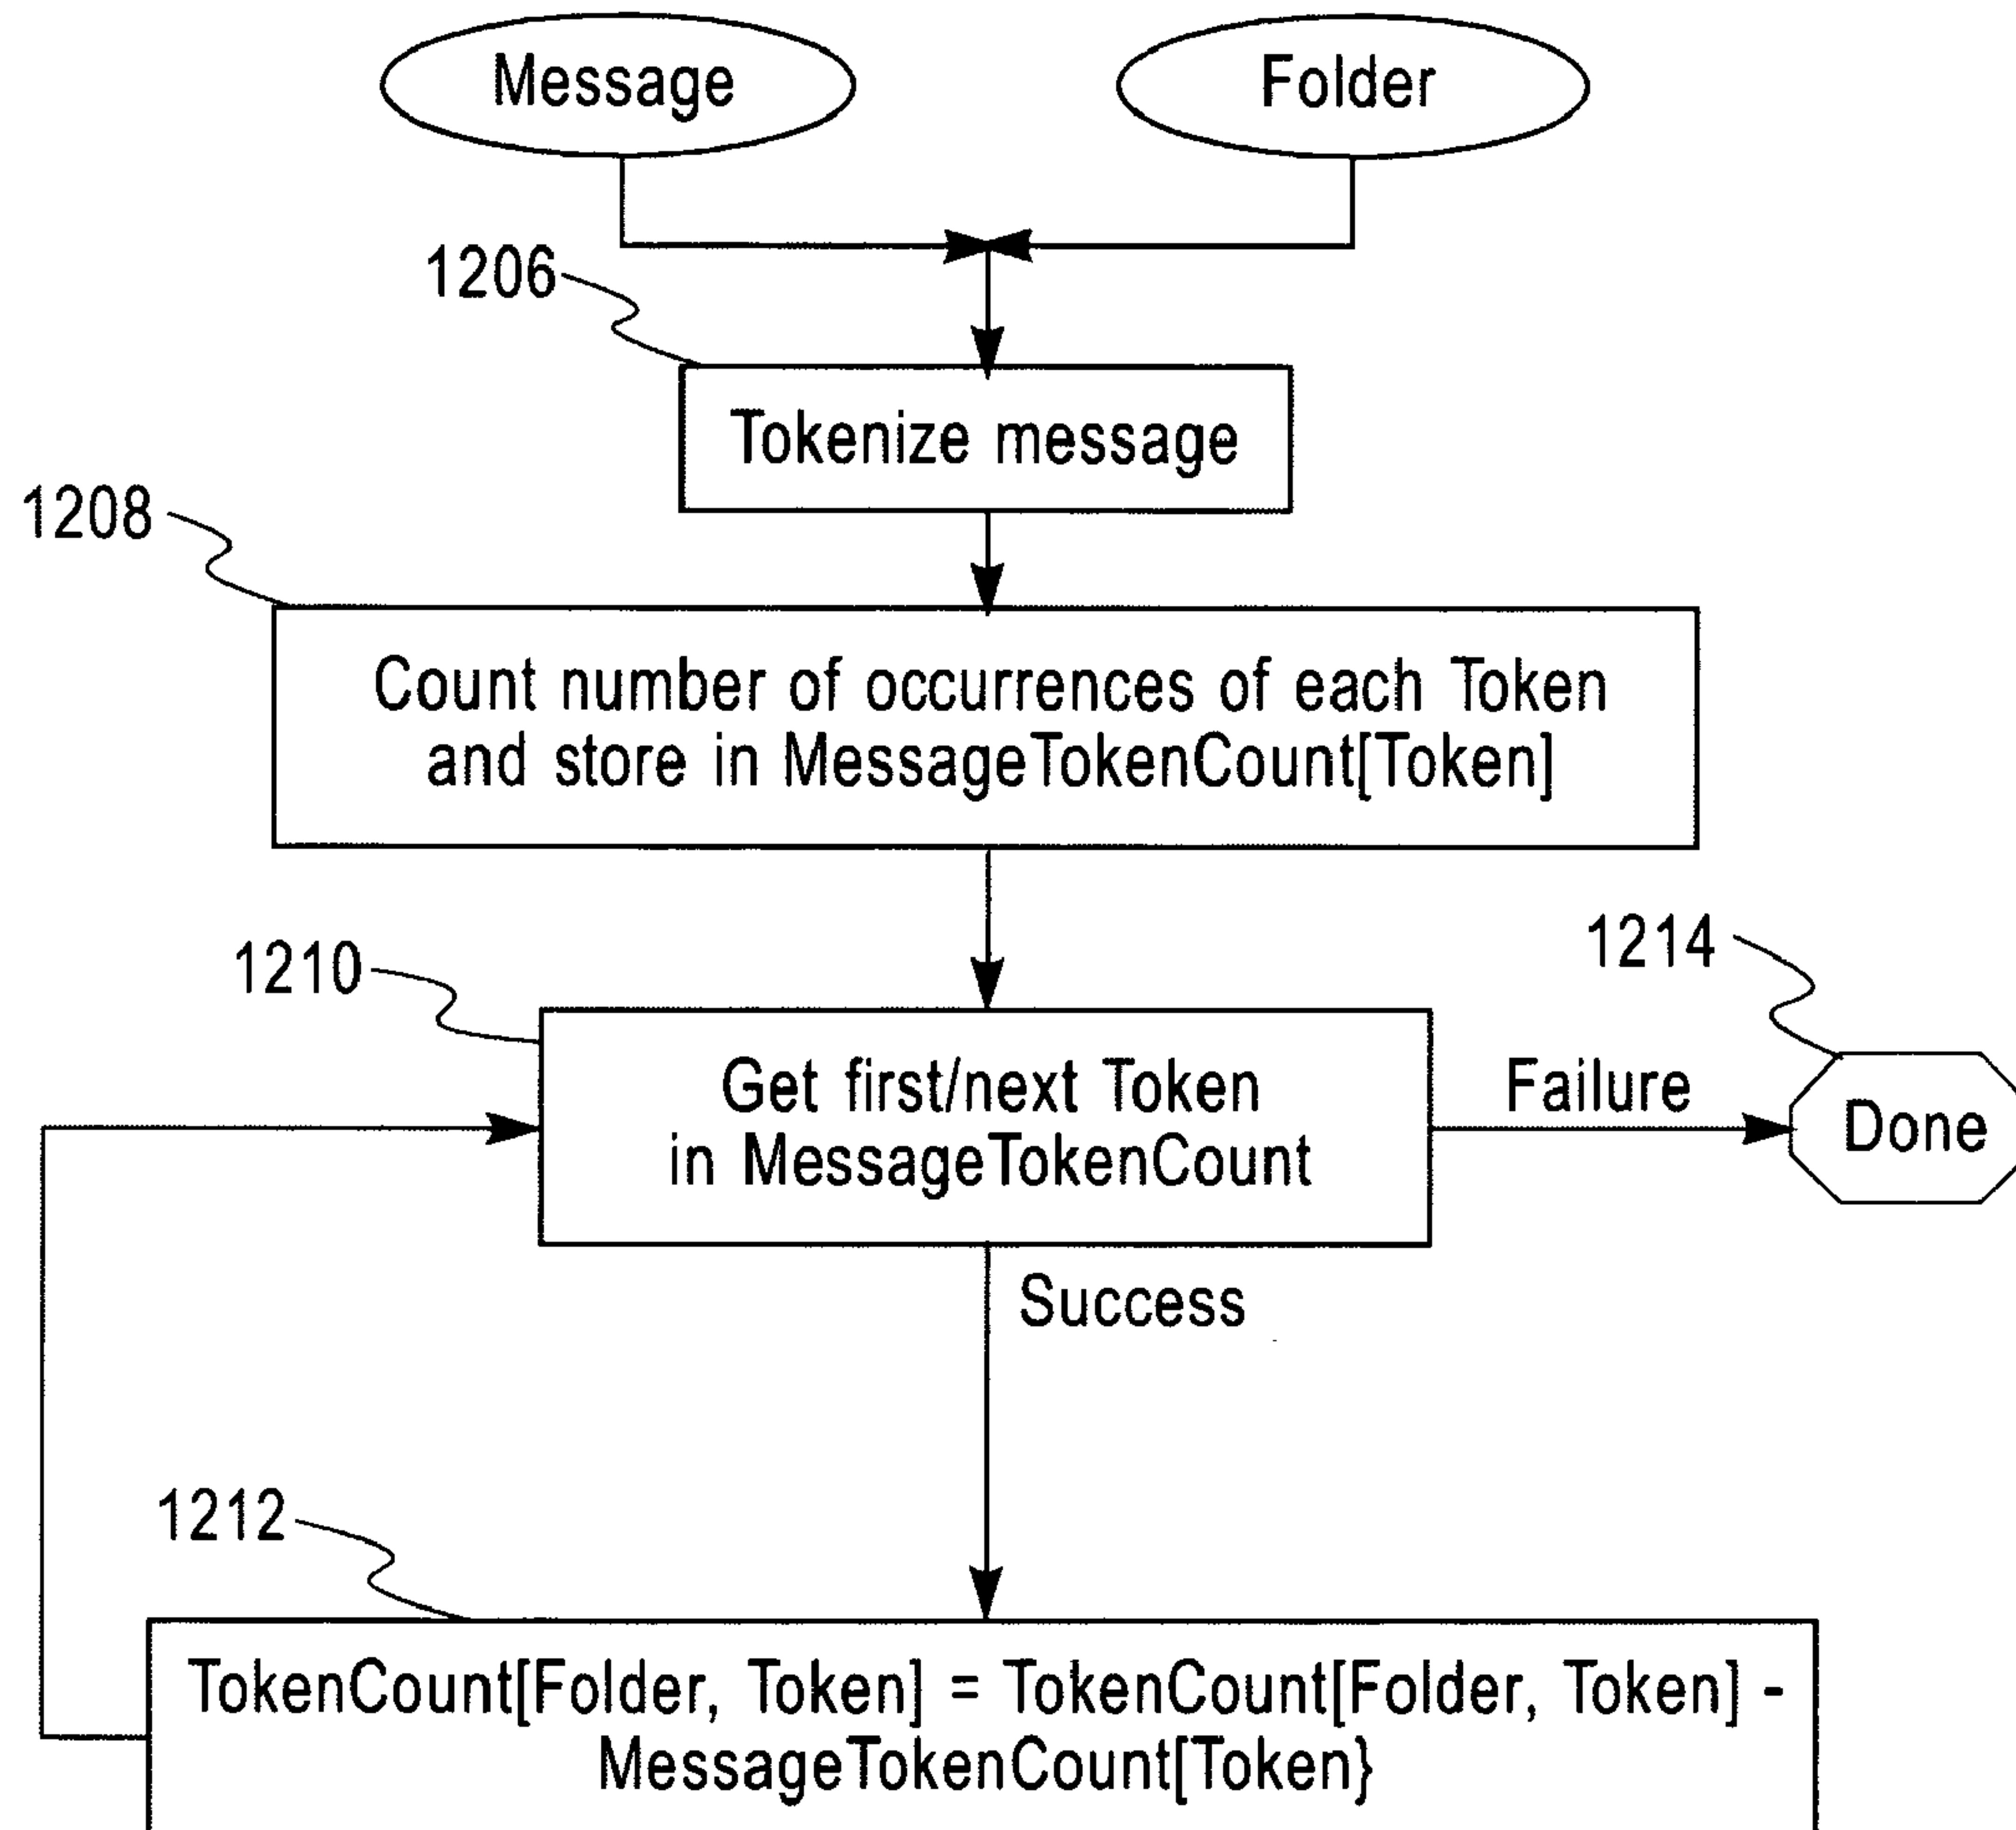 Message
Folder
1206
Tokenize message
1208
Count number of occurrences of each Token
and store in MessageTokenCount[Token]
1210
1214
Get first/next Token
in MessageTokenCount
Failure
Done
Success
1212
TokenCount[Folder, Token] = TokenCount[Folder, Token] -
MessageTokenCount[Token}